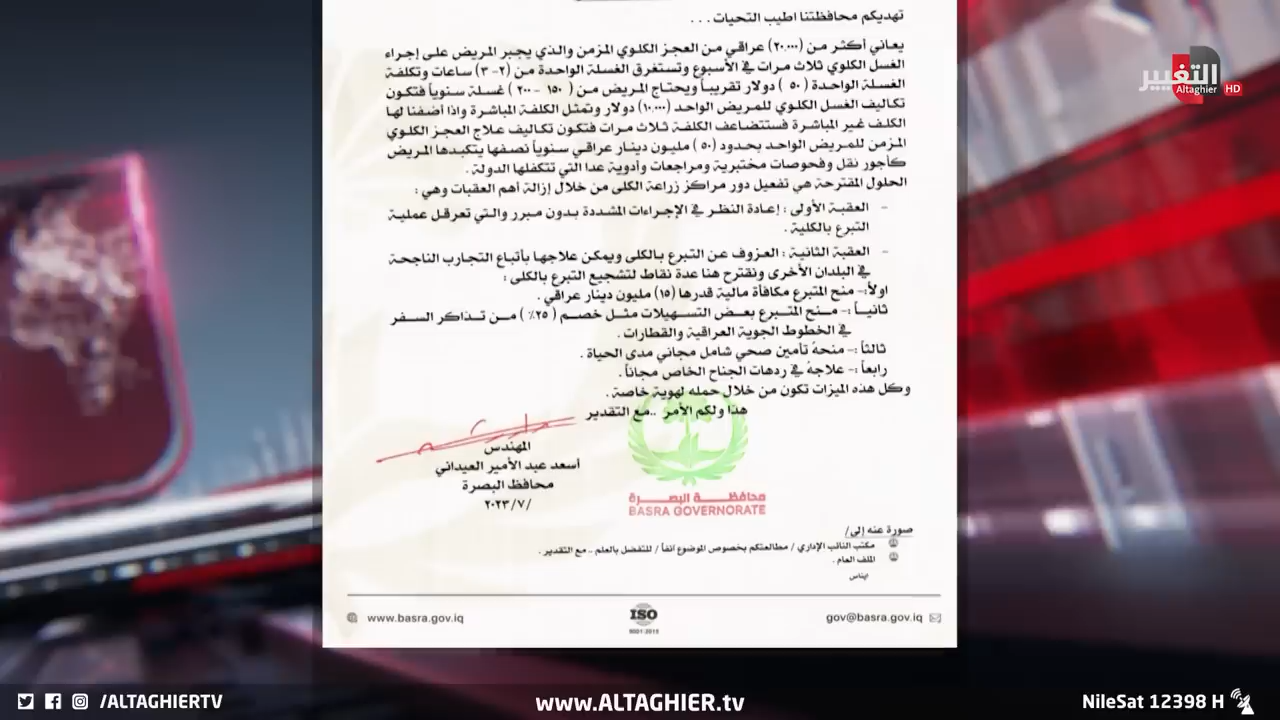 تهديكم محافظتنا اطيب التحيات . . .
يعاني أكثر من (٢٠,٠٠٠) عراقي من العجز الكلوي المزمن والذي يجبر المريض على إجراء
الغسل الكلوي ثلاث مرات في الأسبوع وتستغرق الغسلة الواحدة من (٢-٣) ساعات وتكلفة
الغسلة الواحدة (٥٠) دولار تقريباً ويحتاج المريض من (١٥٠ - ٢٠٠) غسلة سنوياً فتكون
تكاليف الغسل الكلوي للمريض الواحد (١٠,٠٠٠) دولار وتمثل الكلفة المباشرة واذا أضفنا لها
الكلف غير المباشرة فستتضاعف الكلفة ثلاث مرات فتكون تكاليف علاج العجز الكلوي
المزمن للمريض الواحد بحدود (٥٠) مليون دينار عراقي سنوياً نصفها يتكبدها المريض
كأجور نقل وفحوصات مختبرية ومراجعات وأدوية عدا التي تتكفلها الدولة .
الحلول المقترحة هي تفعيل دور مراكز زراعة الكلى من خلال إزالة أهم العقبات وهي :
- العقبة الأولى : إعادة النظر في الإجراءات المشددة بدون مبرر والتي تعرقل عملية
التبرع بالكلية .
- العقبة الثانية : العزوف عن التبرع بالكلى ويمكن علاجها بأتباع التجارب الناجحة
في البلدان الأخرى ونقترح هنا عدة نقاط لتشجيع التبرع بالكلى :
اولاً:- منح المتبرع مكافأة مالية قدرها (١٥) مليون دينار عراقي .
ثانياً :- منح المتبرع بعض التسهيلات مثل خصم (٢٥٪) من تذاكر السفر
في الخطوط الجوية العراقية والقطارات .
ثالثاً :- منحهُ تأمين صحي شامل مجاني مدى الحياة .
رابعاً :- علاجهُ في ردهات الجناح الخاص مجاناً .
وكل هذه الميزات تكون من خلال حمله لهوية خاصة .
هذا ولكم الأمر ..مع التقدير
المهندس
أسعد عبد الأمير العيداني
محافظ البصرة
/٢٠٢٣/٧
محافظة البصرة
BASRA GOVERNORATE
صورة عنه إلى/
مكتب النائب الإداري / مطالعتكم بخصوص الموضوع انفاً / للتفضل بالعلم .. مع التقدير .
الملف العام .
ايناس
www.basra.gov.iq
ISO
9001:2015
gov@basra.gov.iq
التغيير
Altaghier HD
/ALTAGHIERTV
www.ALTAGHIER.tv
NileSat 12398 H